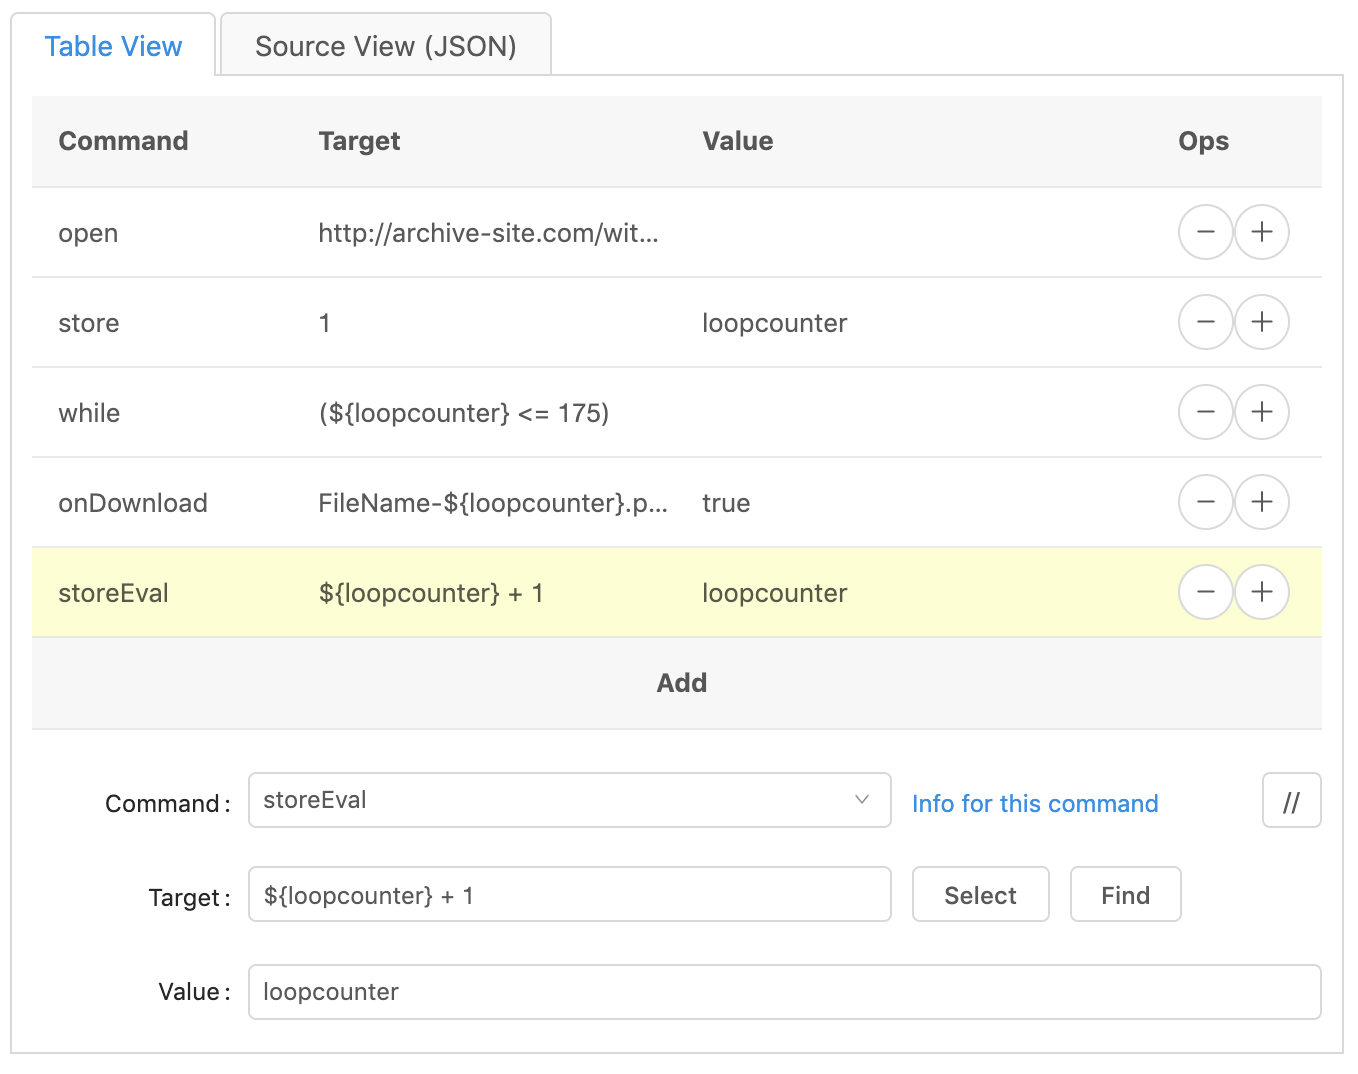 Table View Source View (JSON)
Command Target Value Ops
open http://archive-site.com/wit...
store 1 loopcounter
while (${loopcounter} <= 175)
onDownload FileName-${loopcounter}.p... true
storeEval ${loopcounter} + 1 loopcounter
Add
Command: storeEval Info for this command //
Target: ${loopcounter} + 1 Select Find
Value: loopcounter